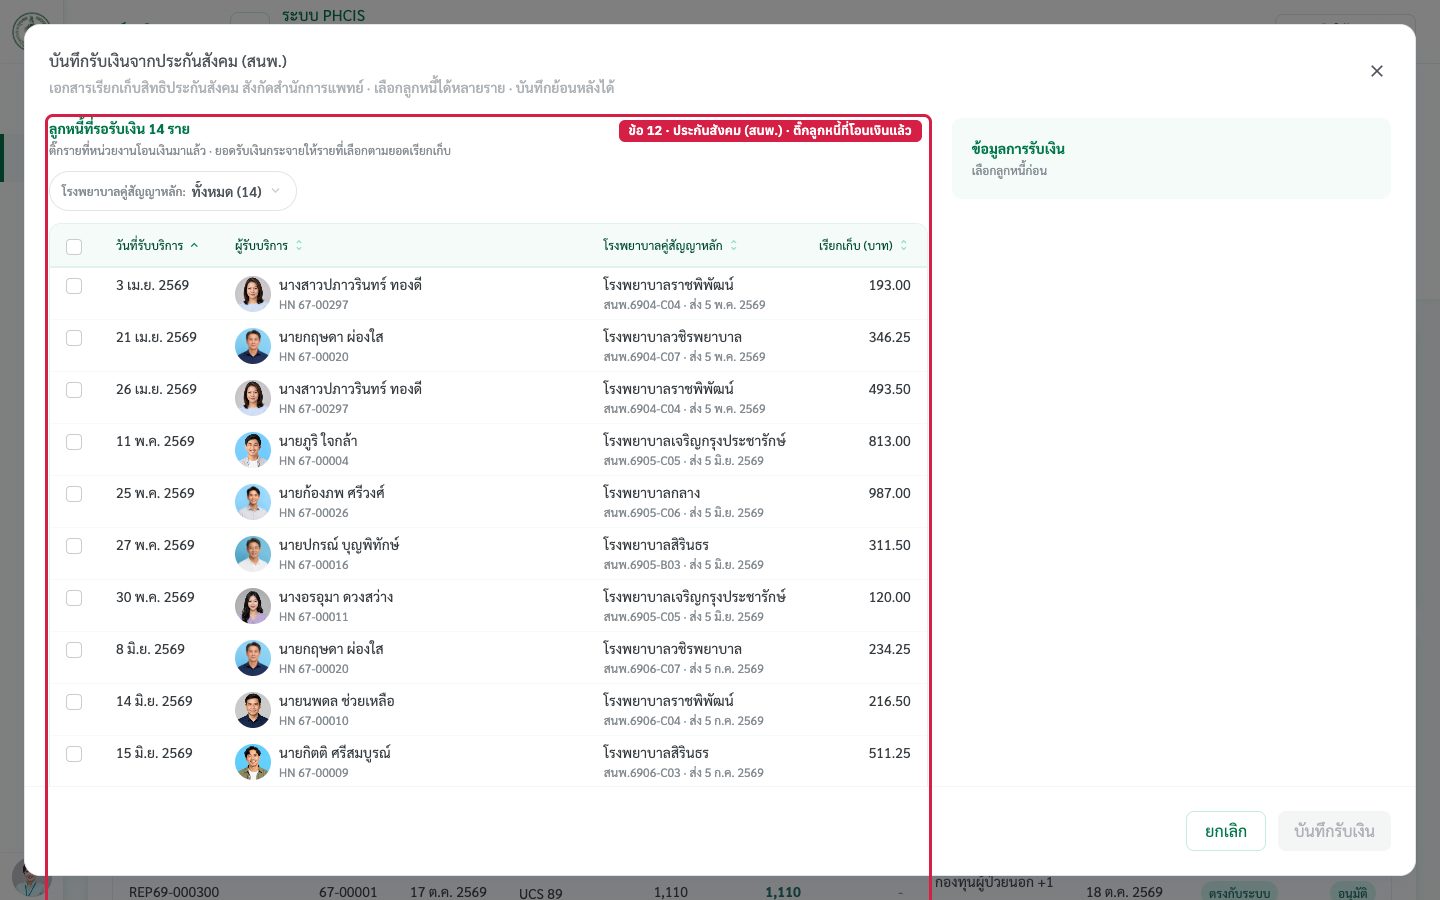 ระบบ PHCIS
บันทึกรับเงินจากประกันสังคม (สนพ.)
เอกสารเรียกเก็บสิทธิประกันสังคม สังกัดสำนักการแพทย์ · เลือกลูกหนี้ได้หลายราย · บันทึกย้อนหลังได้
ลูกหนี้ที่รอรับเงิน 14 ราย
ข้อ 12 · ประกันสังคม (สนพ.) · ติ๊กลูกหนี้ที่โอนเงินแล้ว
ติ๊กรายที่หน่วยงานโอนเงินมาแล้ว · ยอดรับเงินกระจายให้รายที่เลือกตามยอดเรียกเก็บ
ข้อมูลการรับเงิน
เลือกลูกหนี้ก่อน
โรงพยาบาลคู่สัญญาหลัก: ทั้งหมด (14)
วันที่รับบริการ ผู้รับบริการ โรงพยาบาลคู่สัญญาหลัก เรียกเก็บ (บาท)
3 เม.ย. 2569 นางสาวปภาวรินทร์ ทองดี โรงพยาบาลราชพิพัฒน์ 193.00
HN 67-00297 สนพ.6904-C04 · ส่ง 5 พ.ค. 2569
21 เม.ย. 2569 นายกฤษดา ผ่องใส โรงพยาบาลวชิรพยาบาล 346.25
HN 67-00020 สนพ.6904-C07 · ส่ง 5 พ.ค. 2569
26 เม.ย. 2569 นางสาวปภาวรินทร์ ทองดี โรงพยาบาลราชพิพัฒน์ 493.50
HN 67-00297 สนพ.6904-C04 · ส่ง 5 พ.ค. 2569
11 พ.ค. 2569 นายภูริ ใจกล้า โรงพยาบาลเจริญกรุงประชารักษ์ 813.00
HN 67-00004 สนพ.6905-C05 · ส่ง 5 มิ.ย. 2569
25 พ.ค. 2569 นายก้องภพ ศรีวงศ์ โรงพยาบาลกลาง 987.00
HN 67-00026 สนพ.6905-C06 · ส่ง 5 มิ.ย. 2569
27 พ.ค. 2569 นายปกรณ์ บุญพิทักษ์ โรงพยาบาลสิรินธร 311.50
HN 67-00016 สนพ.6905-B03 · ส่ง 5 มิ.ย. 2569
30 พ.ค. 2569 นางอรอุมา ดวงสว่าง โรงพยาบาลเจริญกรุงประชารักษ์ 120.00
HN 67-00011 สนพ.6905-C05 · ส่ง 5 มิ.ย. 2569
8 มิ.ย. 2569 นายกฤษดา ผ่องใส โรงพยาบาลวชิรพยาบาล 234.25
HN 67-00020 สนพ.6906-C07 · ส่ง 5 ก.ค. 2569
14 มิ.ย. 2569 นายนพดล ช่วยเหลือ โรงพยาบาลราชพิพัฒน์ 216.50
HN 67-00010 สนพ.6906-C04 · ส่ง 5 ก.ค. 2569
15 มิ.ย. 2569 นายกิตติ ศรีสมบูรณ์ โรงพยาบาลสิรินธร 511.25
HN 67-00009 สนพ.6906-C03 · ส่ง 5 ก.ค. 2569
ยกเลิก บันทึกรับเงิน
REP69-000300 67-00001 17 ต.ค. 2569 UCS 89 1,110 1,110 - กองทุนผู้ป่วยนอก +1 18 ต.ค. 2569 ตรงกับระบบ อนุมัติ